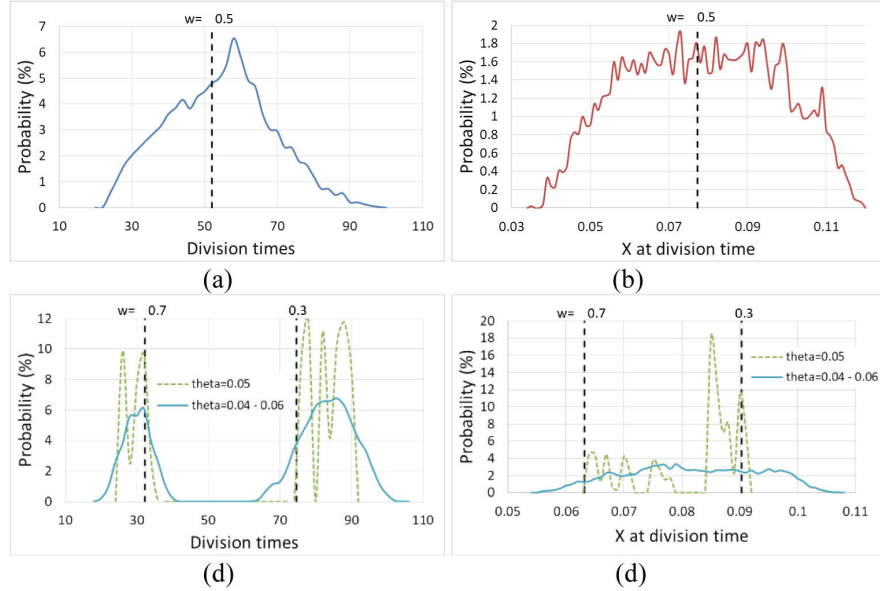 w= 0.5
7
6
5
4
3
2
1
0
Probability (%)
10 30 50 70 90 110
Division times
(a)
w= 0.5
2
1.8
1.6
1.4
1.2
1
0.8
0.6
0.4
0.2
0
Probability (%)
0.03 0.05 0.07 0.09 0.11
X at division time
(b)
w= 0.7 0.3
12
10
8
6
4
2
0
Probability (%)
theta=0.05
theta=0.04 - 0.06
10 30 50 70 90 110
Division times
(d)
w= 0.7 0.3
20
18
16
14
12
10
8
6
4
2
0
Probability (%)
theta=0.05
theta=0.04 - 0.06
0.05 0.06 0.07 0.08 0.09 0.1 0.11
X at division time
(d)